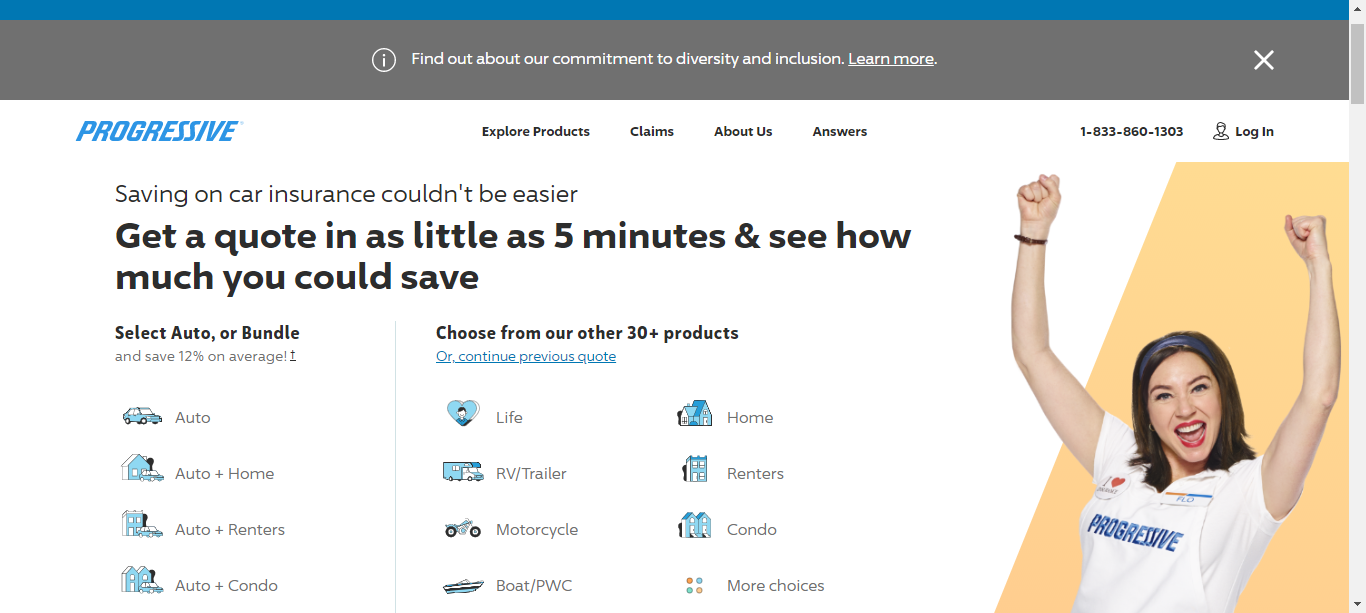 Find out about our commitment to diversity and inclusion. Learn more.
PROGRESSIVE
Explore Products
Claims
About Us
Answers
1-833-860-1303
Log In
Saving on car insurance couldn't be easier
Get a quote in as little as 5 minutes & see how
much you could save
Select Auto, or Bundle
and save 12% on average!†
Auto
Auto + Home
Auto + Renters
Auto + Condo
Choose from our other 30+ products
Or, continue previous quote
Life
RV/Trailer
Motorcycle
Boat/PWC
Home
Renters
Condo
More choices
I
FLO
PROGRESSIVE